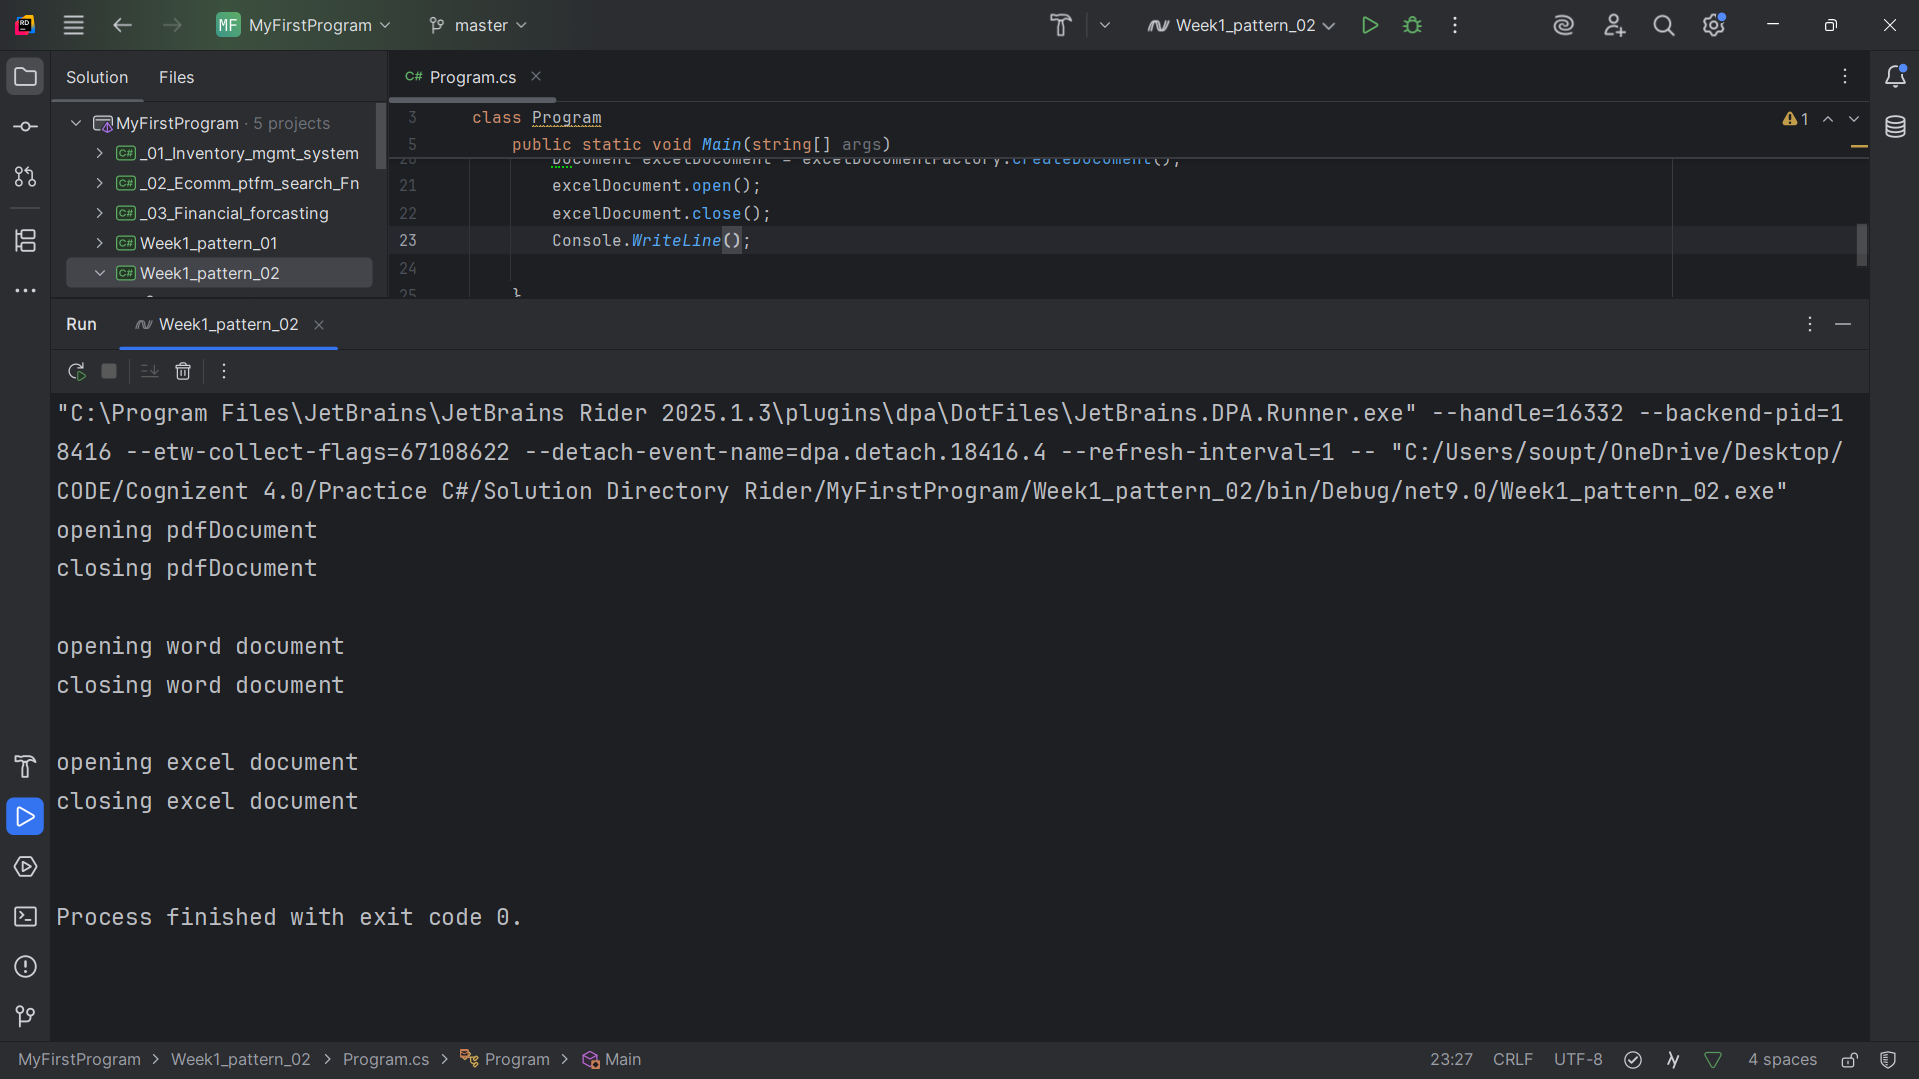 MF MyFirstProgram master Week1_pattern_02
Solution Files
C# Program.cs
MyFirstProgram · 5 projects
C# _01_Inventory_mgmt_system
C# _02_Ecomm_ptfm_search_Fn
C# _03_Financial_forcasting
C# Week1_pattern_01
C# Week1_pattern_02
3 class Program
1
5 public static void Main(string[] args)
20 Document excelDocument = excelDocumentFactory.createDocument();
21 excelDocument.open();
22 excelDocument.close();
23 Console.WriteLine();
24
25 }
Run Week1_pattern_02
"C:\Program Files\JetBrains\JetBrains Rider 2025.1.3\plugins\dpa\DotFiles\JetBrains.DPA.Runner.exe" --handle=16332 --backend-pid=1
8416 --etw-collect-flags=67108622 --detach-event-name=dpa.detach.18416.4 --refresh-interval=1 -- "C:/Users/soupt/OneDrive/Desktop/
CODE/Cognizent 4.0/Practice C#/Solution Directory Rider/MyFirstProgram/Week1_pattern_02/bin/Debug/net9.0/Week1_pattern_02.exe"
opening pdfDocument
closing pdfDocument
opening word document
closing word document
opening excel document
closing excel document
Process finished with exit code 0.
MyFirstProgram > Week1_pattern_02 > Program.cs > Program > Main 23:27 CRLF UTF-8 4 spaces